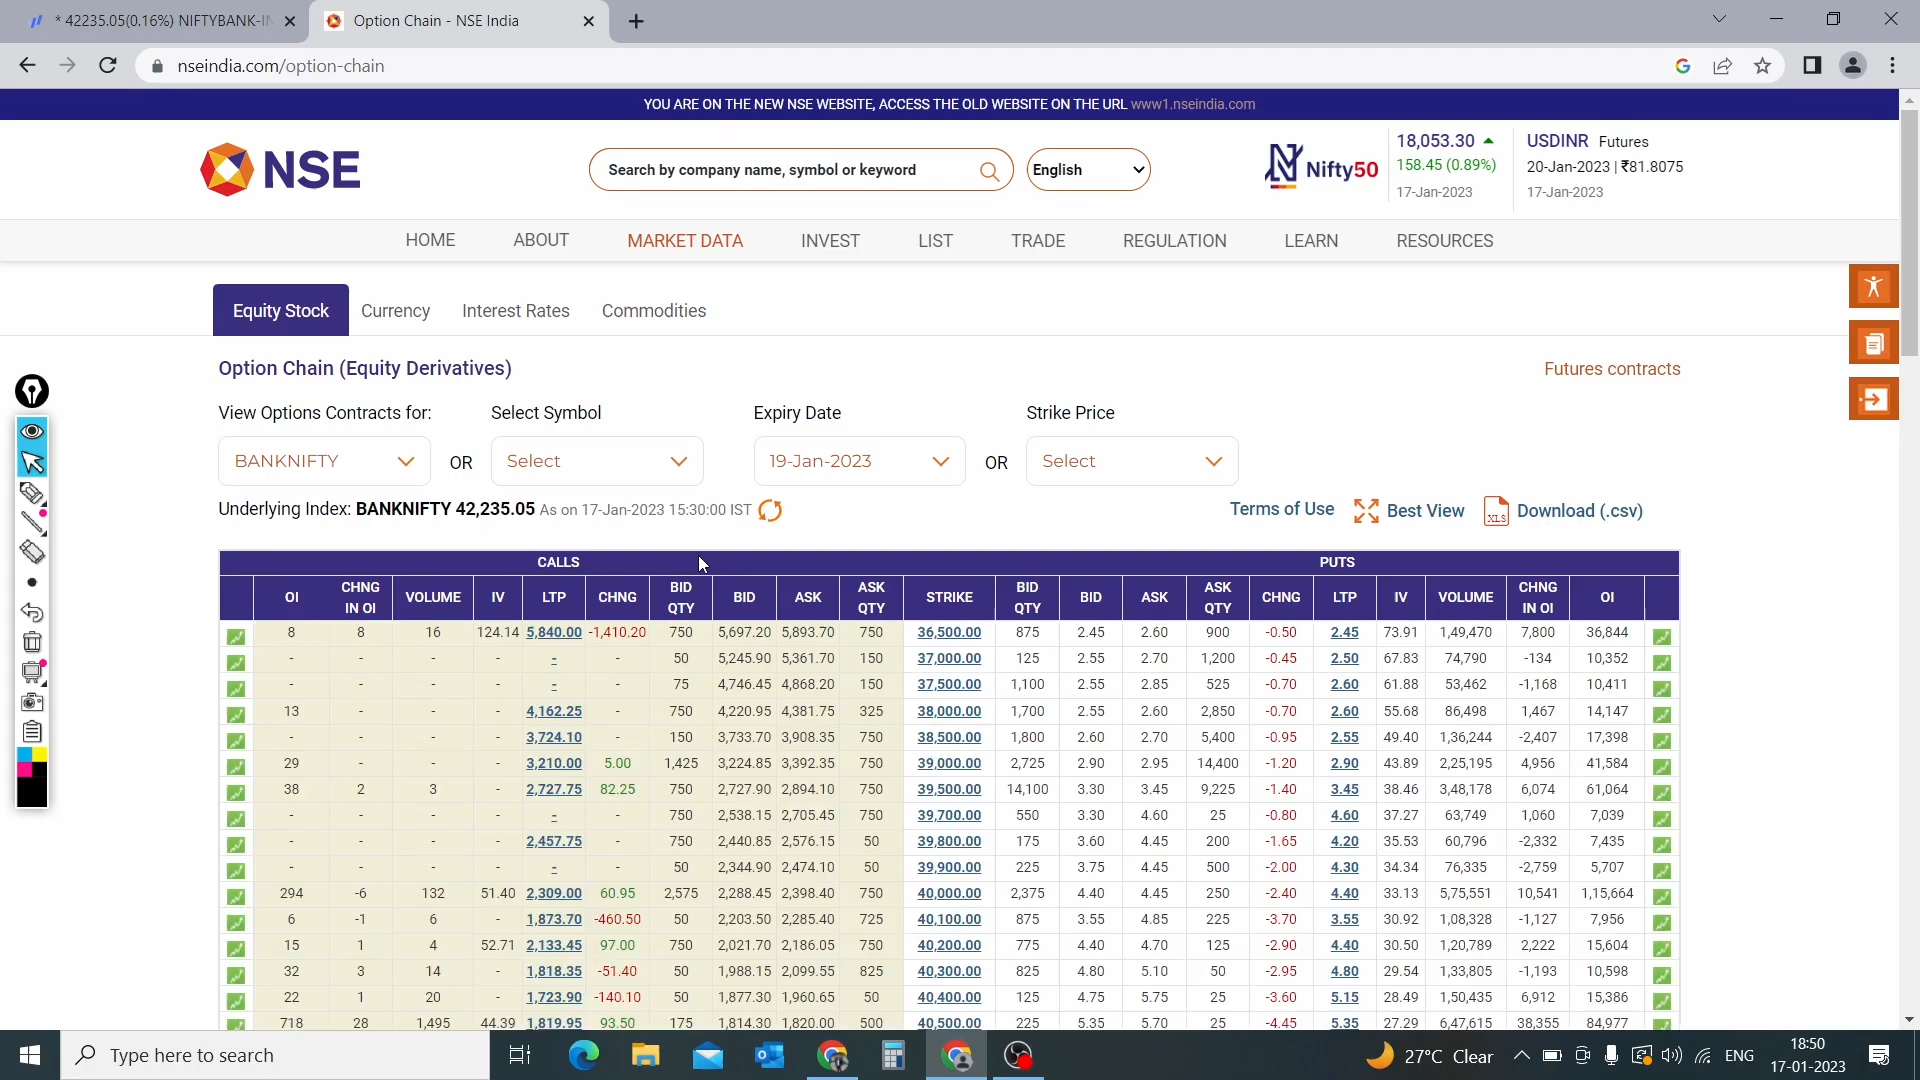 * 42235.05(0.16%) NIFTYBANK-IN
Option Chain - NSE India
nseindia.com/option-chain
YOU ARE ON THE NEW NSE WEBSITE, ACCESS THE OLD WEBSITE ON THE URL www1.nseindia.com
NSE
Search by company name, symbol or keyword
English
Nifty50
18,053.30
158.45 (0.89%)
17-Jan-2023
USDINR Futures
20-Jan-2023 | ₹81.8075
17-Jan-2023
HOME ABOUT MARKET DATA INVEST LIST TRADE REGULATION LEARN RESOURCES
Equity Stock Currency Interest Rates Commodities
Option Chain (Equity Derivatives) Futures contracts
View Options Contracts for: Select Symbol Expiry Date Strike Price
BANKNIFTY OR Select 19-Jan-2023 OR Select
Underlying Index: BANKNIFTY 42,235.05 As on 17-Jan-2023 15:30:00 IST Terms of Use Best View XLS Download (.csv)
CALLS PUTS
OI CHNG IN OI VOLUME IV LTP CHNG BID QTY BID ASK ASK QTY STRIKE BID QTY BID ASK ASK QTY CHNG LTP IV VOLUME CHNG IN OI OI
8 8 16 124.14 5,840.00 -1,410.20 750 5,697.20 5,893.70 750 36,500.00 875 2.45 2.60 900 -0.50 2.45 73.91 1,49,470 7,800 36,844
- - - - - - 50 5,245.90 5,361.70 150 37,000.00 125 2.55 2.70 1,200 -0.45 2.50 67.83 74,790 -134 10,352
- - - - - - 75 4,746.45 4,868.20 150 37,500.00 1,100 2.55 2.85 525 -0.70 2.60 61.88 53,462 -1,168 10,411
13 - - - 4,162.25 - 750 4,220.95 4,381.75 325 38,000.00 1,700 2.55 2.60 2,850 -0.70 2.60 55.68 86,498 1,467 14,147
- - - - 3,724.10 - 150 3,733.70 3,908.35 750 38,500.00 1,800 2.60 2.70 5,400 -0.95 2.55 49.40 1,36,244 -2,407 17,398
29 - - - 3,210.00 5.00 1,425 3,224.85 3,392.35 750 39,000.00 2,725 2.90 2.95 14,400 -1.20 2.90 43.89 2,25,195 4,956 41,584
38 2 3 - 2,727.75 82.25 750 2,727.90 2,894.10 750 39,500.00 14,100 3.30 3.45 9,225 -1.40 3.45 38.46 3,48,178 6,074 61,064
- - - - - - 750 2,538.15 2,705.45 750 39,700.00 550 3.30 4.60 25 -0.80 4.60 37.27 63,749 1,060 7,039
- - - - 2,457.75 - 750 2,440.85 2,576.15 50 39,800.00 175 3.60 4.45 200 -1.65 4.20 35.53 60,796 -2,332 7,435
- - - - - - 50 2,344.90 2,474.10 50 39,900.00 225 3.75 4.45 500 -2.00 4.30 34.34 76,335 -2,759 5,707
294 -6 132 51.40 2,309.00 60.95 2,575 2,288.45 2,398.40 750 40,000.00 2,375 4.40 4.45 250 -2.40 4.40 33.13 5,75,551 10,541 1,15,664
6 -1 6 - 1,873.70 -460.50 50 2,203.50 2,285.40 725 40,100.00 875 3.55 4.85 225 -3.70 3.55 30.92 1,08,328 -1,127 7,956
15 1 4 52.71 2,133.45 97.00 750 2,021.70 2,186.05 750 40,200.00 775 4.40 4.70 125 -2.90 4.40 30.50 1,20,789 2,222 15,604
32 3 14 - 1,818.35 -51.40 50 1,988.15 2,099.55 825 40,300.00 825 4.80 5.10 50 -2.95 4.80 29.54 1,33,805 -1,193 10,598
22 1 20 - 1,723.90 -140.10 50 1,877.30 1,960.65 50 40,400.00 125 4.75 5.75 25 -3.60 5.15 28.49 1,50,435 6,912 15,386
718 28 1,495 44.39 1,819.95 93.50 175 1,814.30 1,820.00 500 40,500.00 225 5.35 5.70 25 -4.45 5.35 27.29 6,47,615 38,355 84,977
Type here to search
27°C Clear
ENG
18:50
17-01-2023